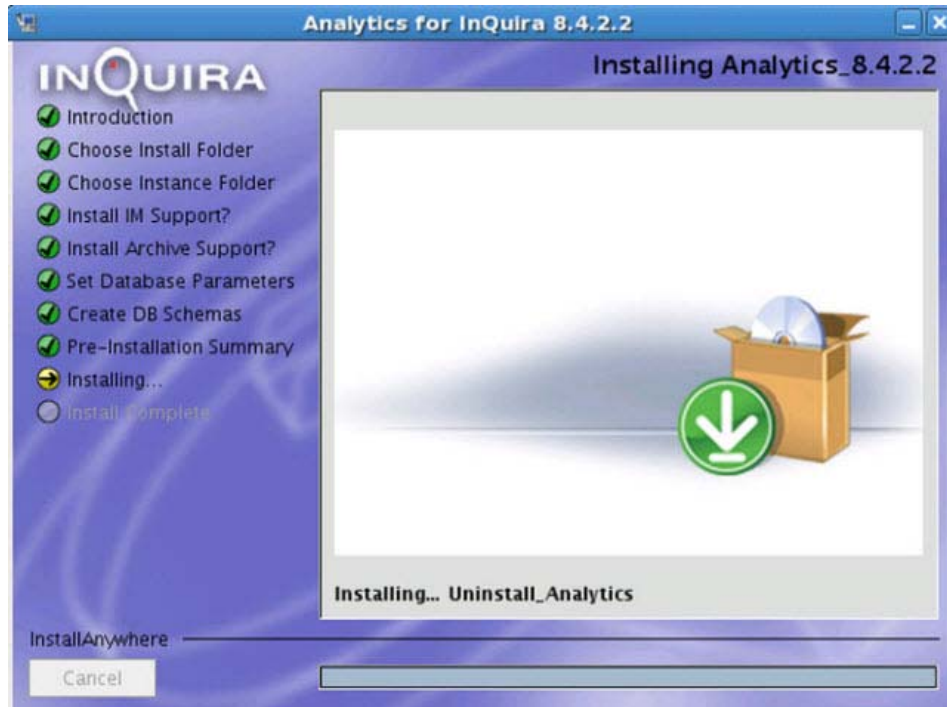 Analytics for InQuira 8.4.2.2
INQUIRA
Installing Analytics_8.4.2.2
Introduction
Choose Install Folder
Choose Instance Folder
Install IM Support?
Install Archive Support?
Set Database Parameters
Create DB Schemas
Pre-Installation Summary
Installing...
Install Complete
Installing... Uninstall_Analytics
InstallAnywhere
Cancel